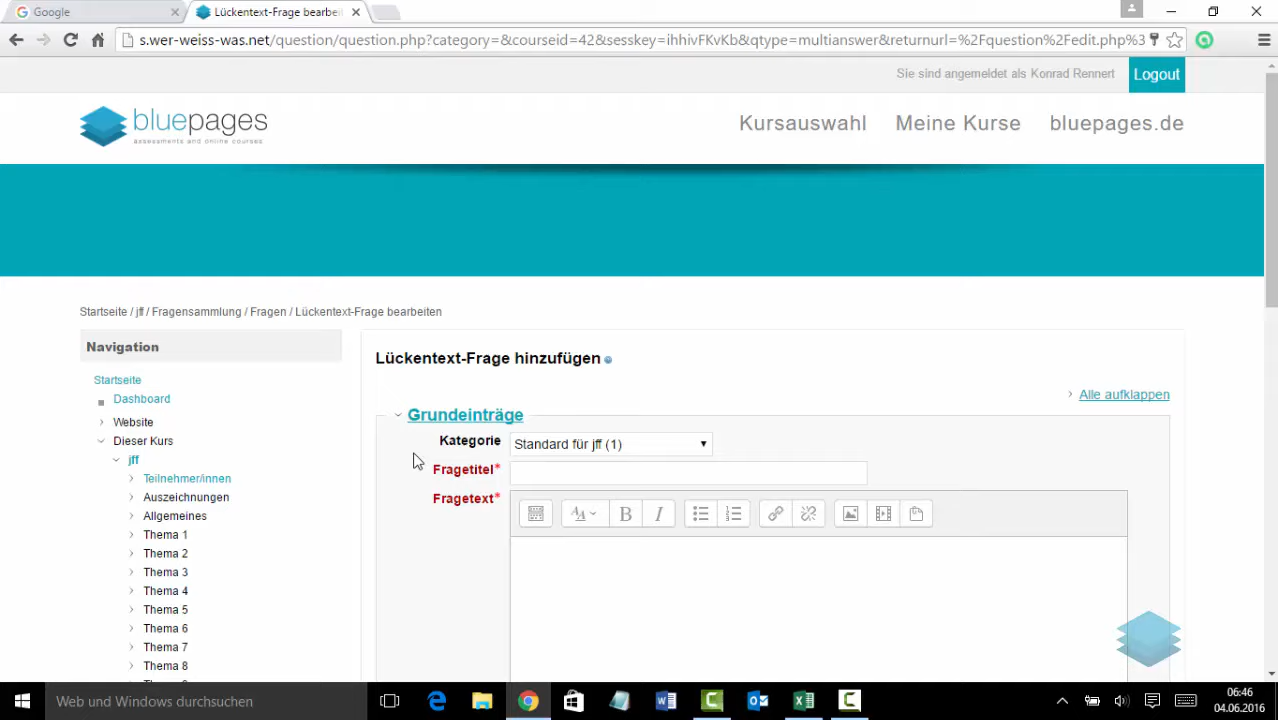 Google
Lückentext-Frage bearbei
s.wer-weiss-was.net/question/question.php?category=&courseid=42&sesskey=ihhivFKvKb&qtype=multianswer&returnurl=%2Fquestion%2Fedit.php%3
Sie sind angemeldet als Konrad Rennert
Logout
bluepages
assessments and online courses
Kursauswahl
Meine Kurse
bluepages.de
Startseite / jff / Fragensammlung / Fragen / Lückentext-Frage bearbeiten
Navigation
Startseite
Dashboard
Website
Dieser Kurs
jff
Teilnehmer/innen
Auszeichnungen
Allgemeines
Thema 1
Thema 2
Thema 3
Thema 4
Thema 5
Thema 6
Thema 7
Thema 8
Lückentext-Frage hinzufügen
Alle aufklappen
Grundeinträge
Kategorie
Standard für jff (1)
Fragetitel*
Fragetext*
Web und Windows durchsuchen
06:46
04.06.2016